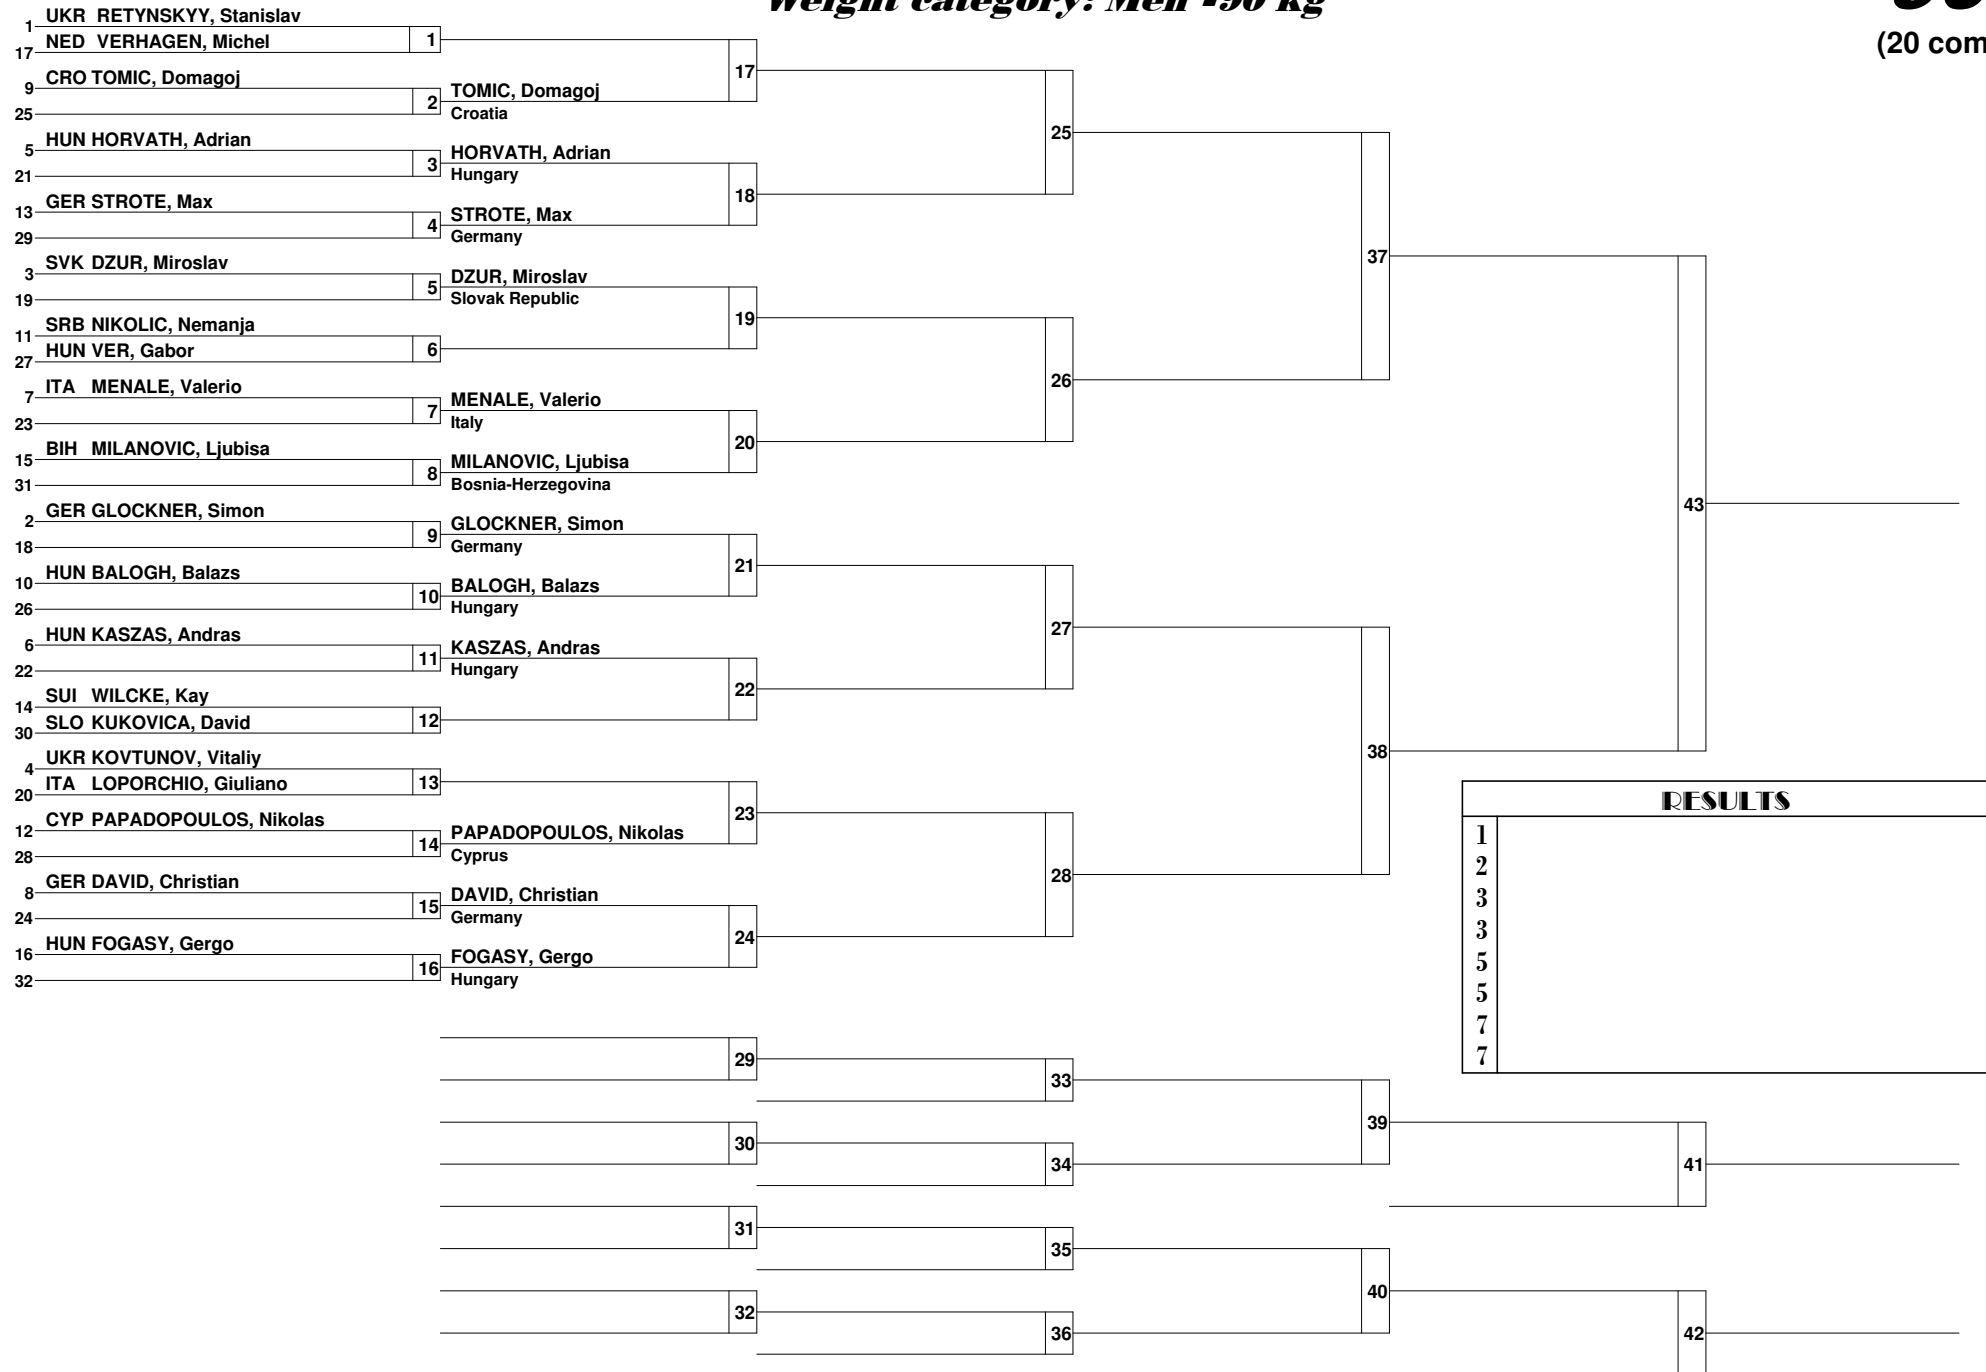 Weight category: Men -90 kg
(20 com
1 UKR RETYNSKYY, Stanislav
17 NED VERHAGEN, Michel
1
9 CRO TOMIC, Domagoj
25
2
5 HUN HORVATH, Adrian
21
3
13 GER STROTE, Max
29
4
3 SVK DZUR, Miroslav
19
5
11 SRB NIKOLIC, Nemanja
27 HUN VER, Gabor
6
7 ITA MENALE, Valerio
23
7
15 BIH MILANOVIC, Ljubisa
31
8
2 GER GLOCKNER, Simon
18
9
10 HUN BALOGH, Balazs
26
10
6 HUN KASZAS, Andras
22
11
14 SUI WILCKE, Kay
30 SLO KUKOVICA, David
12
4 UKR KOVTUNOV, Vitaliy
20 ITA LOPORCHIO, Giuliano
13
12 CYP PAPADOPOULOS, Nikolas
28
14
8 GER DAVID, Christian
24
15
16 HUN FOGASY, Gergo
32
16
TOMIC, Domagoj
Croatia
17
HORVATH, Adrian
Hungary
STROTE, Max
Germany
18
DZUR, Miroslav
Slovak Republic
19
MENALE, Valerio
Italy
MILANOVIC, Ljubisa
Bosnia-Herzegovina
20
GLOCKNER, Simon
Germany
BALOGH, Balazs
Hungary
21
KASZAS, Andras
Hungary
22
PAPADOPOULOS, Nikolas
Cyprus
23
DAVID, Christian
Germany
FOGASY, Gergo
Hungary
24
25
26
27
28
37
38
43
RESULTS
1
2
3
3
5
5
7
7
29
30
31
32
33
34
35
36
39
40
41
42